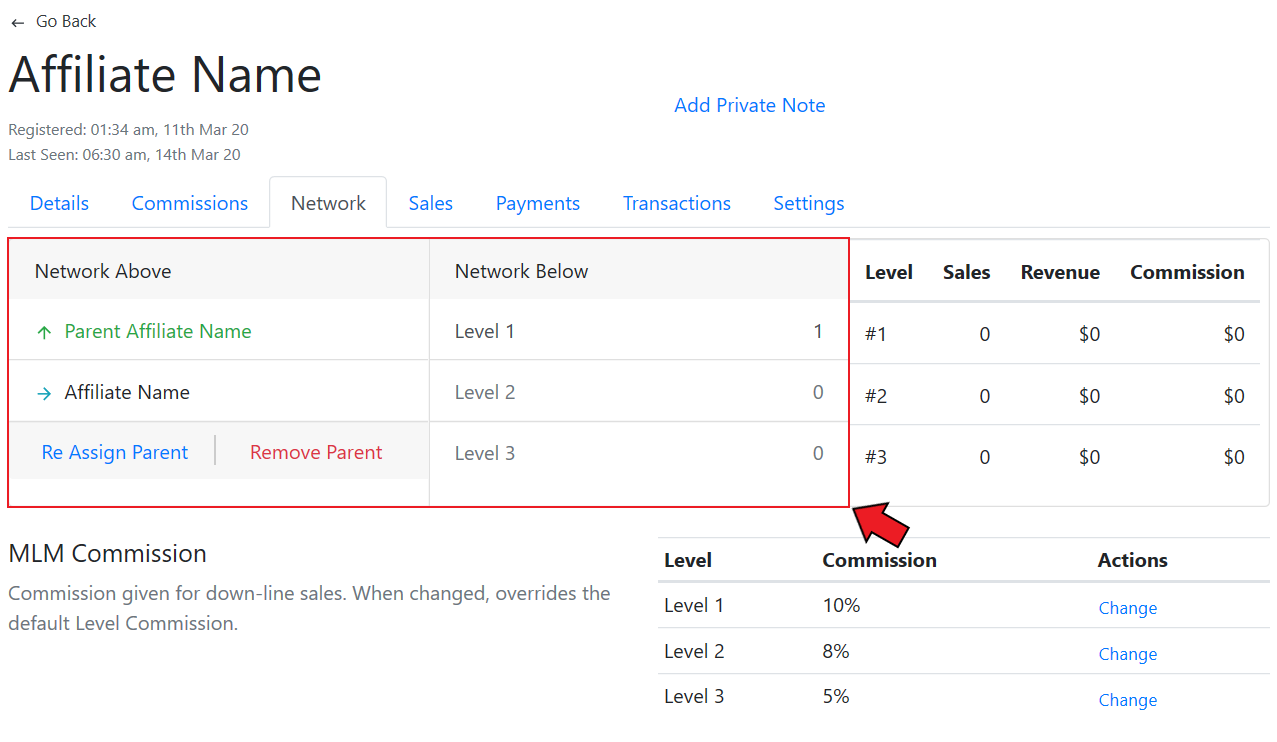 ← Go Back
Affiliate Name
Add Private Note
Registered: 01:34 am, 11th Mar 20
Last Seen: 06:30 am, 14th Mar 20
Details Commissions Network Sales Payments Transactions Settings
Network Above Network Below Level Sales Revenue Commission
↑ Parent Affiliate Name Level 1 1 #1 0 $0 $0
→ Affiliate Name Level 2 0 #2 0 $0 $0
Re Assign Parent Remove Parent Level 3 0 #3 0 $0 $0
MLM Commission
Commission given for down-line sales. When changed, overrides the
default Level Commission.
Level Commission Actions
Level 1 10% Change
Level 2 8% Change
Level 3 5% Change